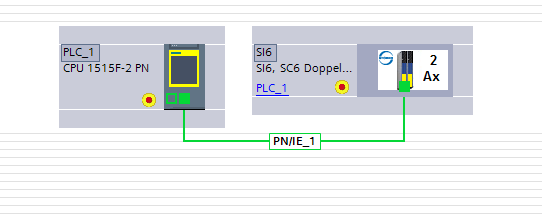 PLC_1
CPU 1515F-2 PN
SI6
SI6, SC6 Doppel...
PLC_1
2
Ax
PN/IE_1